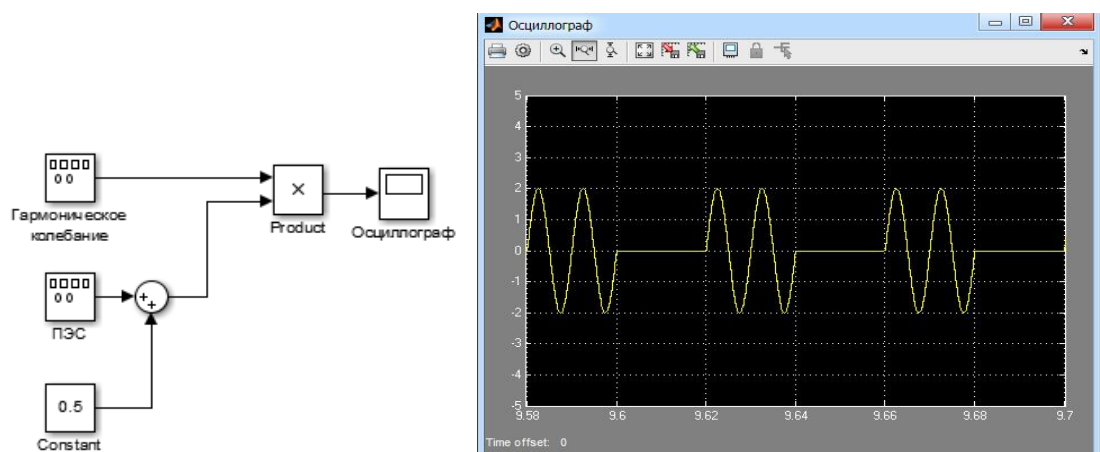 Гармоническое
колебание
×
Product
Осциллограф
ПЭС
+
+
0.5
Constant
Осциллограф
5
4
3
2
1
0
-1
-2
-3
-4
-5
9.58 9.6 9.62 9.64 9.66 9.68 9.7
Time offset: 0